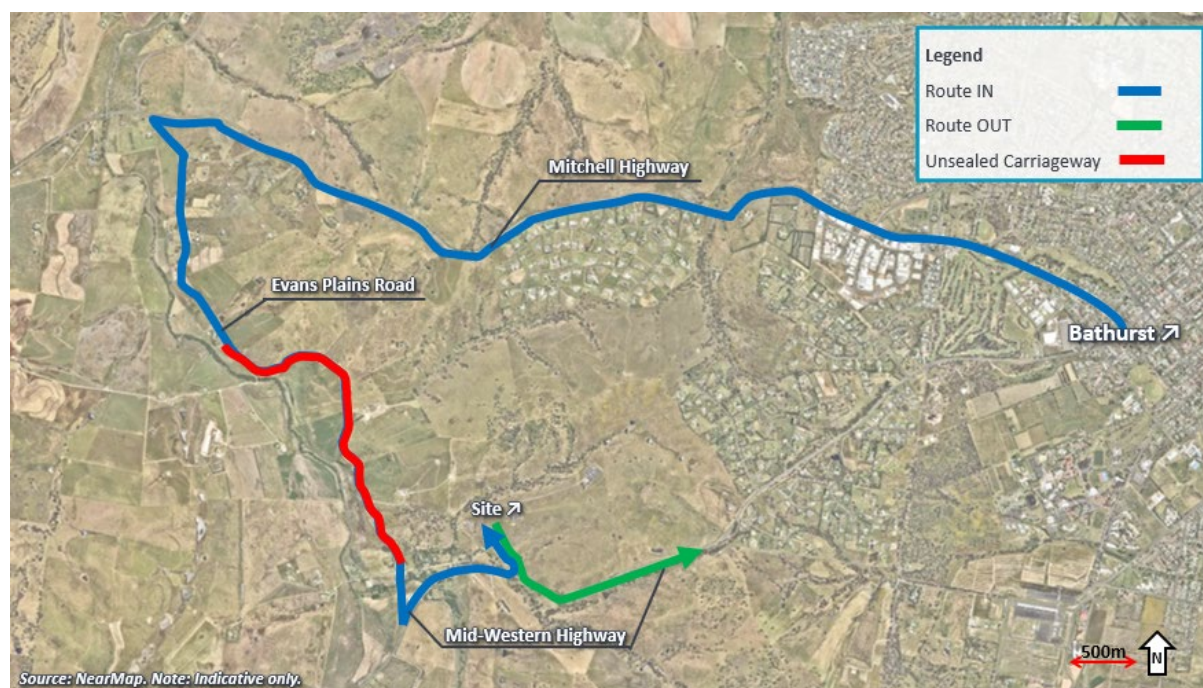 Legend
Route IN
Route OUT
Unsealed Carriageway
Mitchell Highway
Evans Plains Road
Bathurst ↗
Site ↗
Mid-Western Highway
500m
N
Source: NearMap. Note: Indicative only.